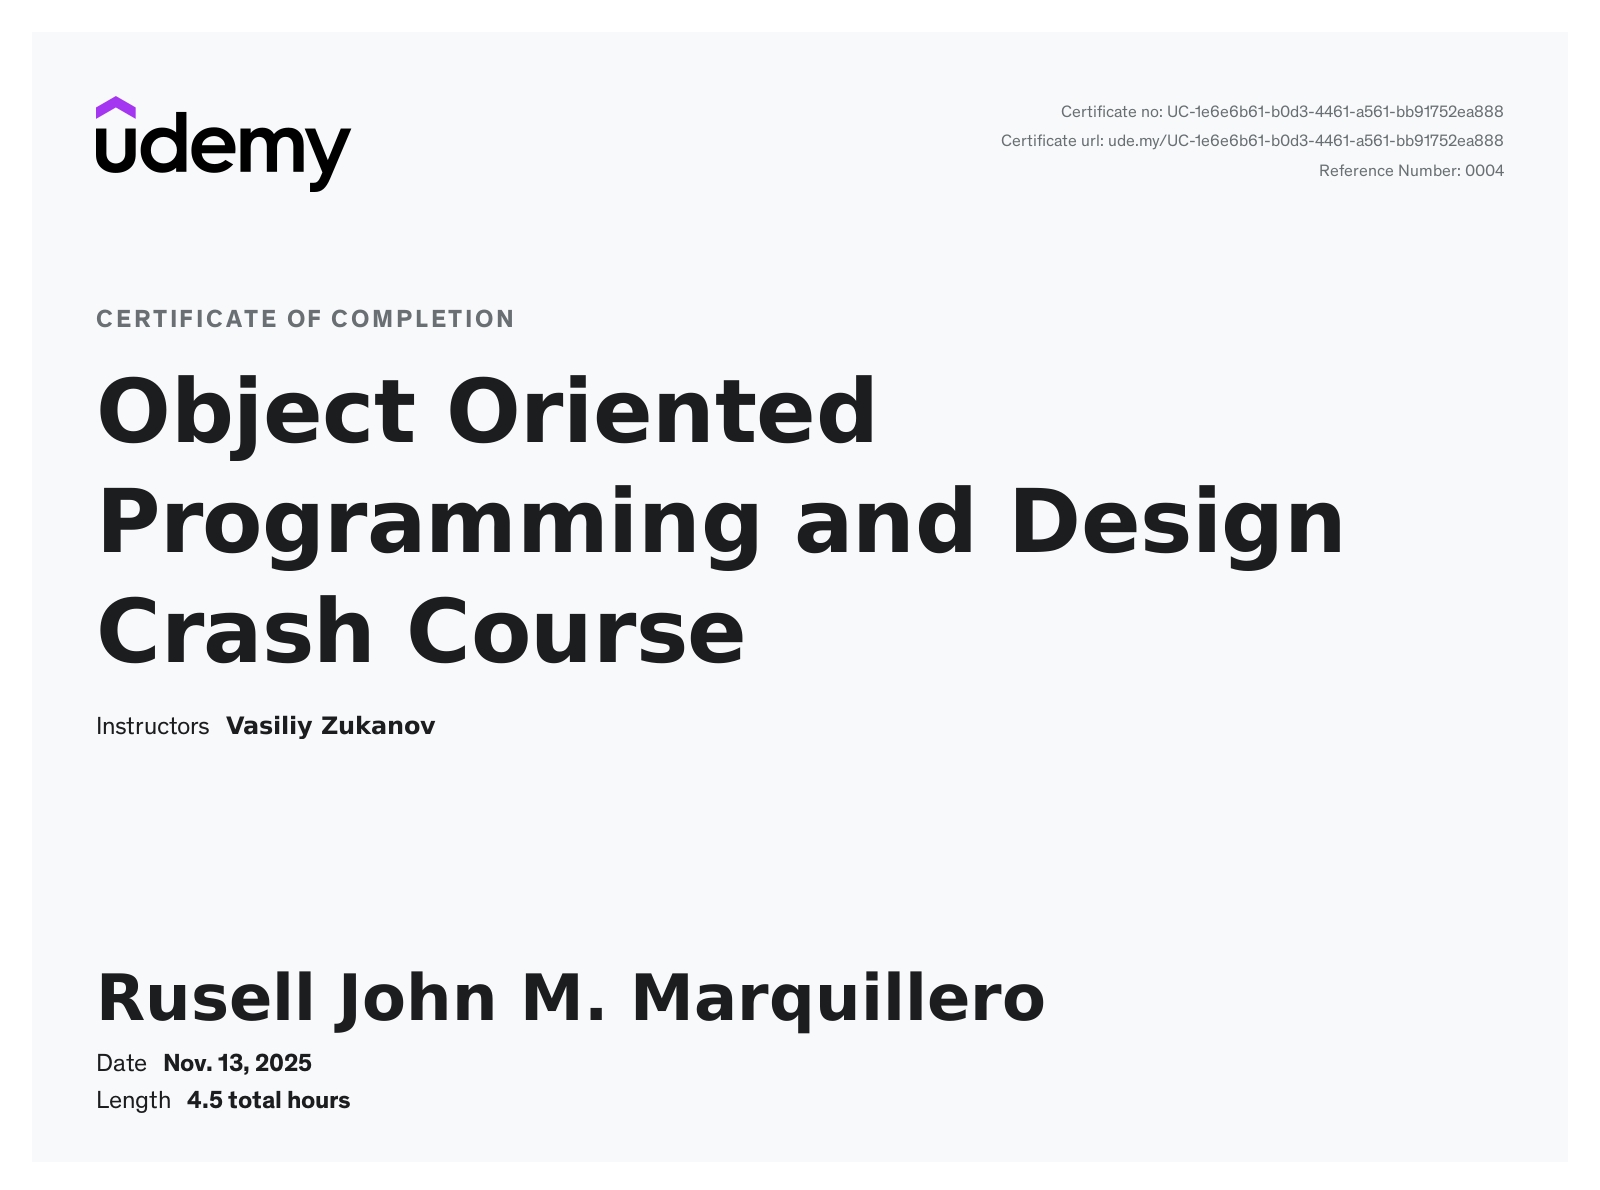 udemy
Certificate no: UC-1e6e6b61-b0d3-4461-a561-bb91752ea888
Certificate url: ude.my/UC-1e6e6b61-b0d3-4461-a561-bb91752ea888
Reference Number: 0004
CERTIFICATE OF COMPLETION
Object Oriented
Programming and Design
Crash Course
Instructors Vasiliy Zukanov
Rusell John M. Marquillero
Date Nov. 13, 2025
Length 4.5 total hours